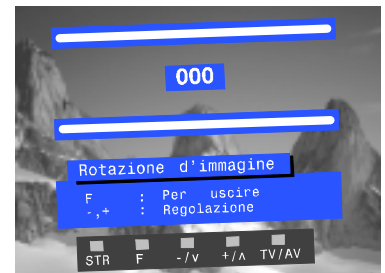 000
Rotazione d'immagine
F : Per uscire
-,+ : Regolazione
STR F -/v +/ʌ TV/AV